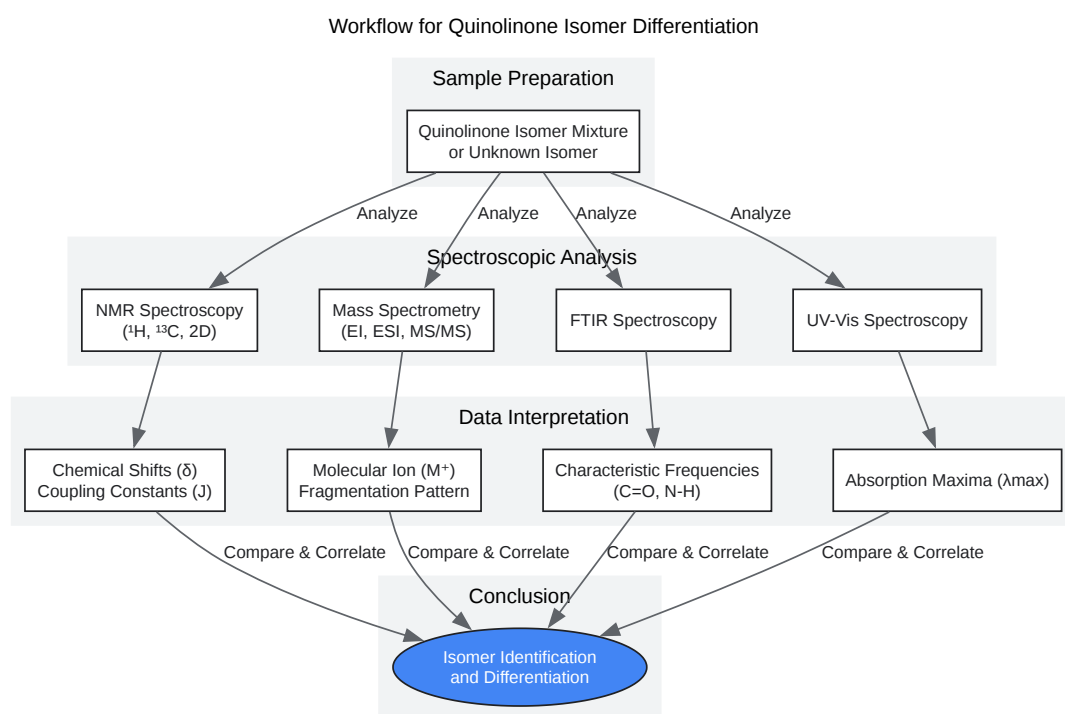 Workflow for Quinolinone Isomer Differentiation
Sample Preparation
Quinolinone Isomer Mixture
or Unknown Isomer
Analyze
Analyze
Analyze
Analyze
Spectroscopic Analysis
NMR Spectroscopy
(¹H, ¹³C, 2D)
Mass Spectrometry
(EI, ESI, MS/MS)
FTIR Spectroscopy
UV-Vis Spectroscopy
Data Interpretation
Chemical Shifts (δ)
Coupling Constants (J)
Molecular Ion (M⁺)
Fragmentation Pattern
Characteristic Frequencies
(C=O, N-H)
Absorption Maxima (λmax)
Compare & Correlate
Compare & Correlate
Compare & Correlate
Compare & Correlate
Conclusion
Isomer Identification
and Differentiation